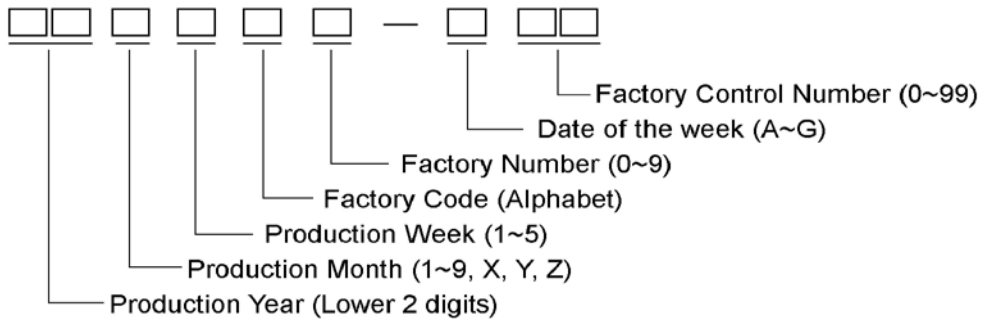 Factory Control Number (0~99)
Date of the week (A~G)
Factory Number (0~9)
Factory Code (Alphabet)
Production Week (1~5)
Production Month (1~9, X, Y, Z)
Production Year (Lower 2 digits)